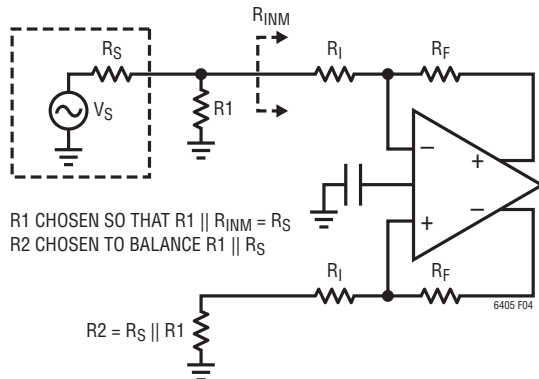 RINM
RS
RI
RF
VS
R1
–
+
+
–
R1 CHOSEN SO THAT R1 || RINM = RS
R2 CHOSEN TO BALANCE R1 || RS
RI
RF
6405 F04
R2 = RS || R1